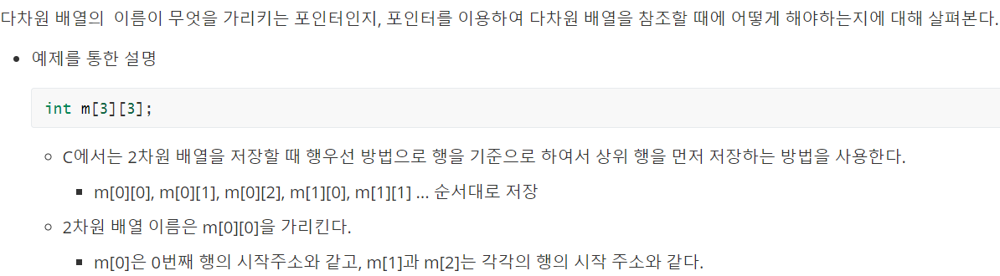 다차원 배열의 이름이 무엇을 가리키는 포인터인지, 포인터를 이용하여 다차원 배열을 참조할 때에 어떻게 해야하는지에 대해 살펴본다.
• 예제를 통한 설명
int m[3][3];
◦ C에서는 2차원 배열을 저장할 때 행우선 방법으로 행을 기준으로 하여서 상위 행을 먼저 저장하는 방법을 사용한다.
▪ m[0][0], m[0][1], m[0][2], m[1][0], m[1][1] ... 순서대로 저장
◦ 2차원 배열 이름은 m[0][0]을 가리킨다.
▪ m[0]은 0번째 행의 시작주소와 같고, m[1]과 m[2]는 각각의 행의 시작 주소와 같다.